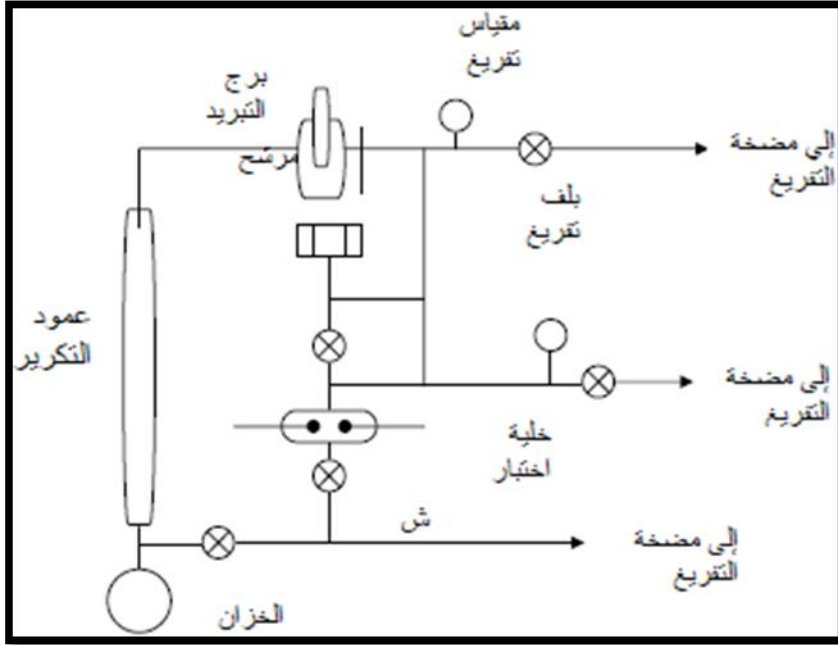 مقياس
تفريغ
برج
التبريد
مرشح
إلى مضخة
التفريغ
بلف
تفريغ
عمود
التكرير
إلى مضخة
التفريغ
خلية
اختبار
ش
إلى مضخة
التفريغ
الخزان